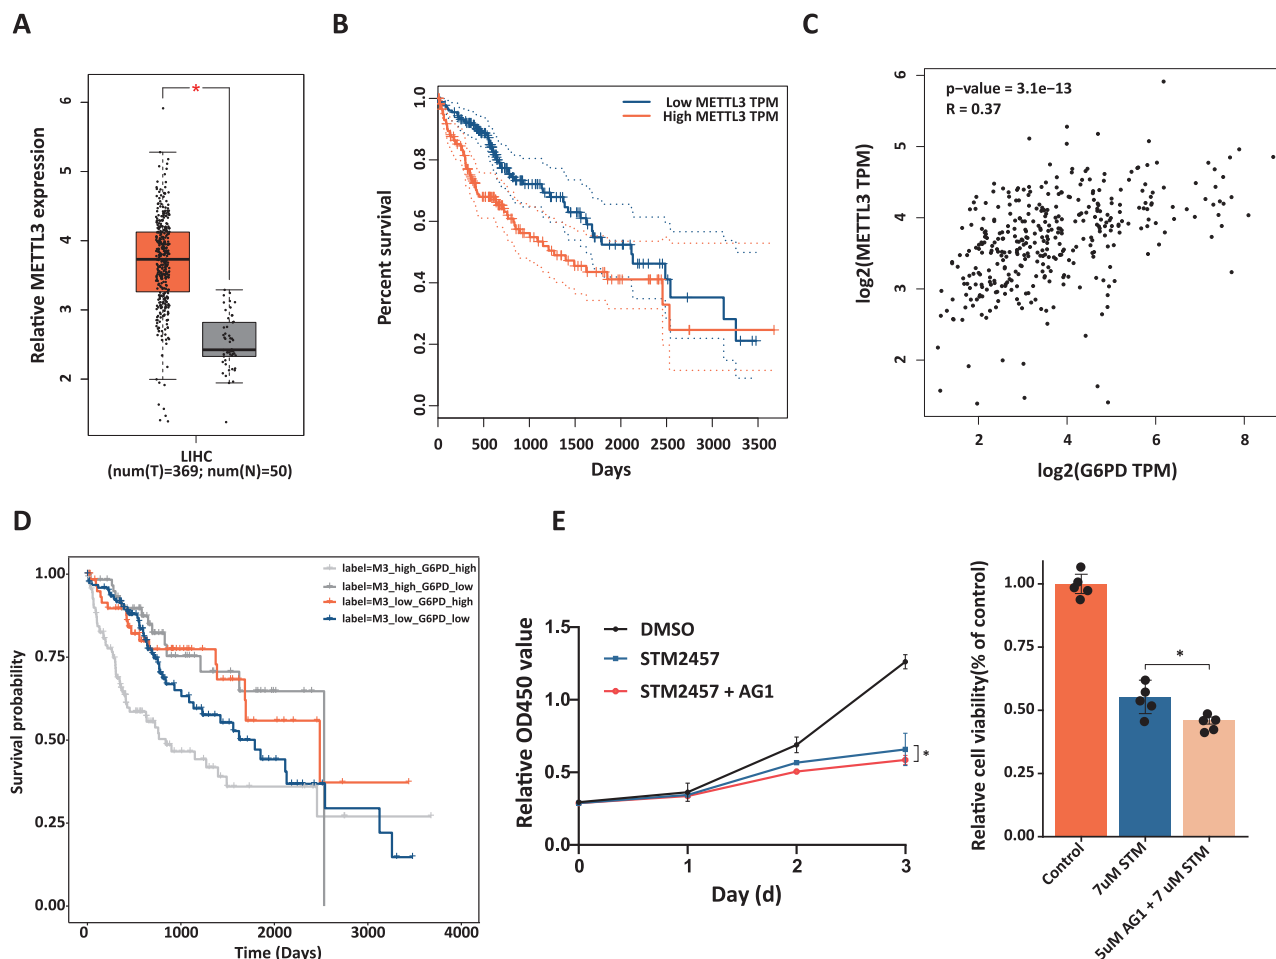 A
B
C
Relative METTL3 expression
6
5
4
3
2
*
LIHC
(num(T)=369; num(N)=50)
Percent survival
1.0
0.8
0.6
0.4
0.2
0.0
Low METTL3 TPM
High METTL3 TPM
0 500 1000 1500 2000 2500 3000 3500
Days
log2(METTL3 TPM)
6
5
4
3
2
p−value = 3.1e−13
R = 0.37
2 4 6 8
log2(G6PD TPM)
D
E
Survival probability
1.00
0.75
0.50
0.25
0.00
label=M3_high_G6PD_high
label=M3_high_G6PD_low
label=M3_low_G6PD_high
label=M3_low_G6PD_low
0 1000 2000 3000 4000
Time (Days)
Relative OD450 value
1.5
1.0
0.5
0.0
DMSO
STM2457
STM2457 + AG1
*
0 1 2 3
Day (d)
Relative cell viability(% of control)
1.00
0.75
0.50
0.25
0.00
*
Control
7uM STM
5uM AG1 + 7 uM STM